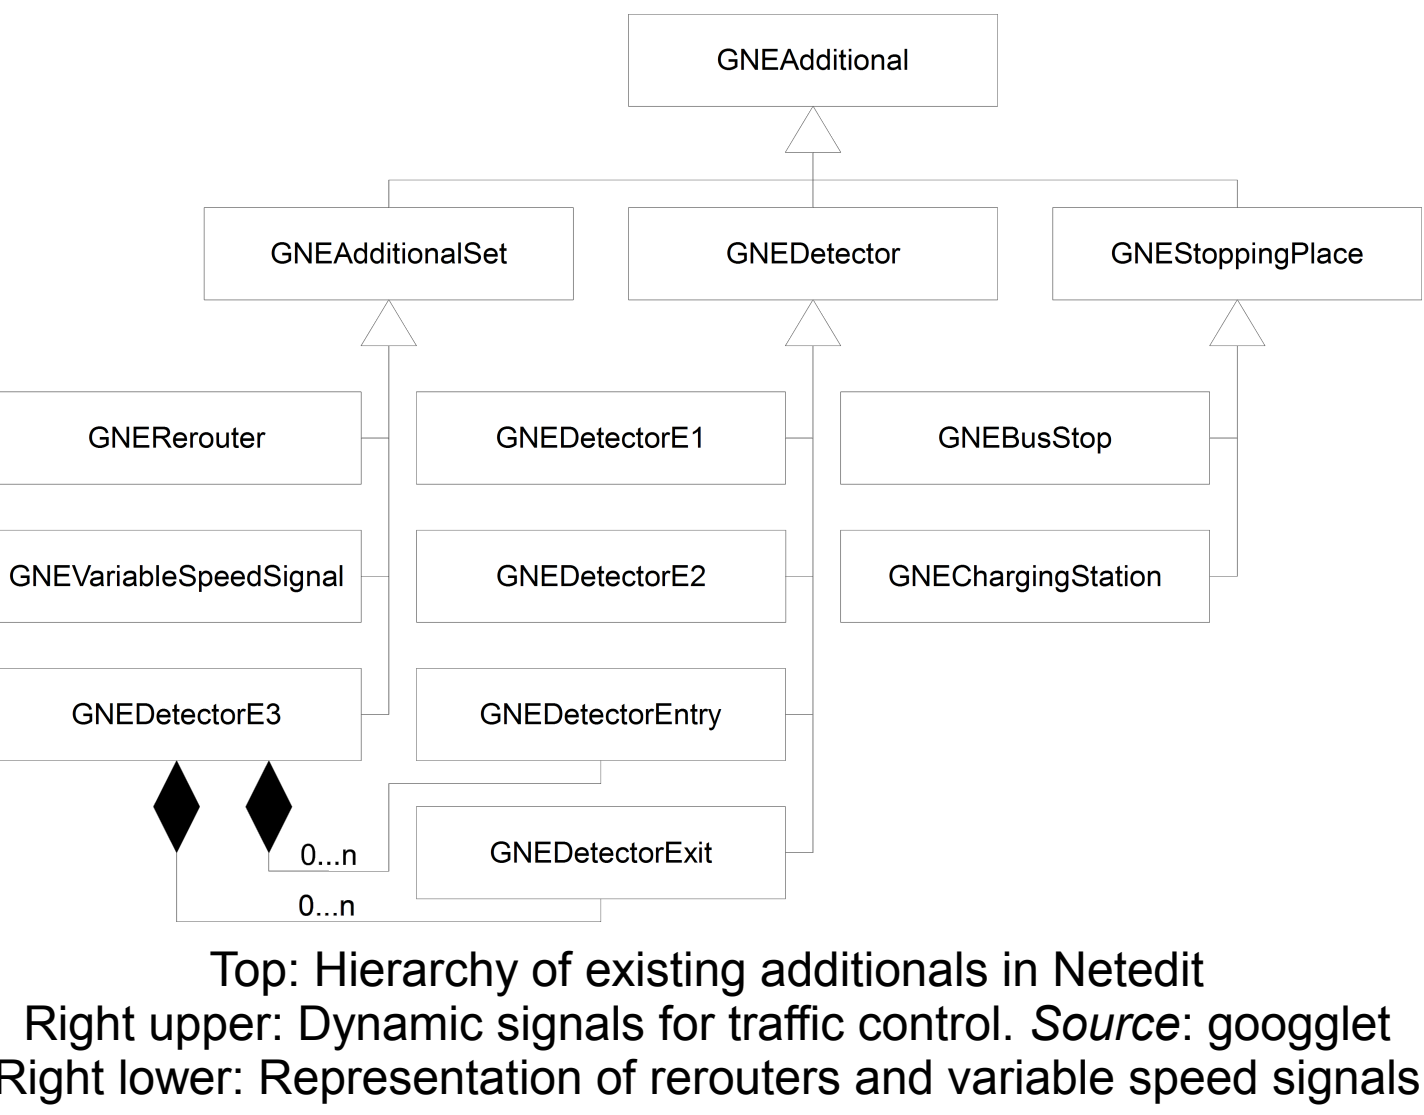 GNEAdditional
GNEAdditionalSet
GNEDetector
GNEStoppingPlace
GNERerouter
GNEDetectorE1
GNEBusStop
GNEVariableSpeedSignal
GNEDetectorE2
GNEChargingStation
GNEDetectorE3
GNEDetectorEntry
0...n
GNEDetectorExit
0...n
Top: Hierarchy of existing additionals in Netedit
Right upper: Dynamic signals for traffic control. Source: googglet
Right lower: Representation of rerouters and variable speed signals